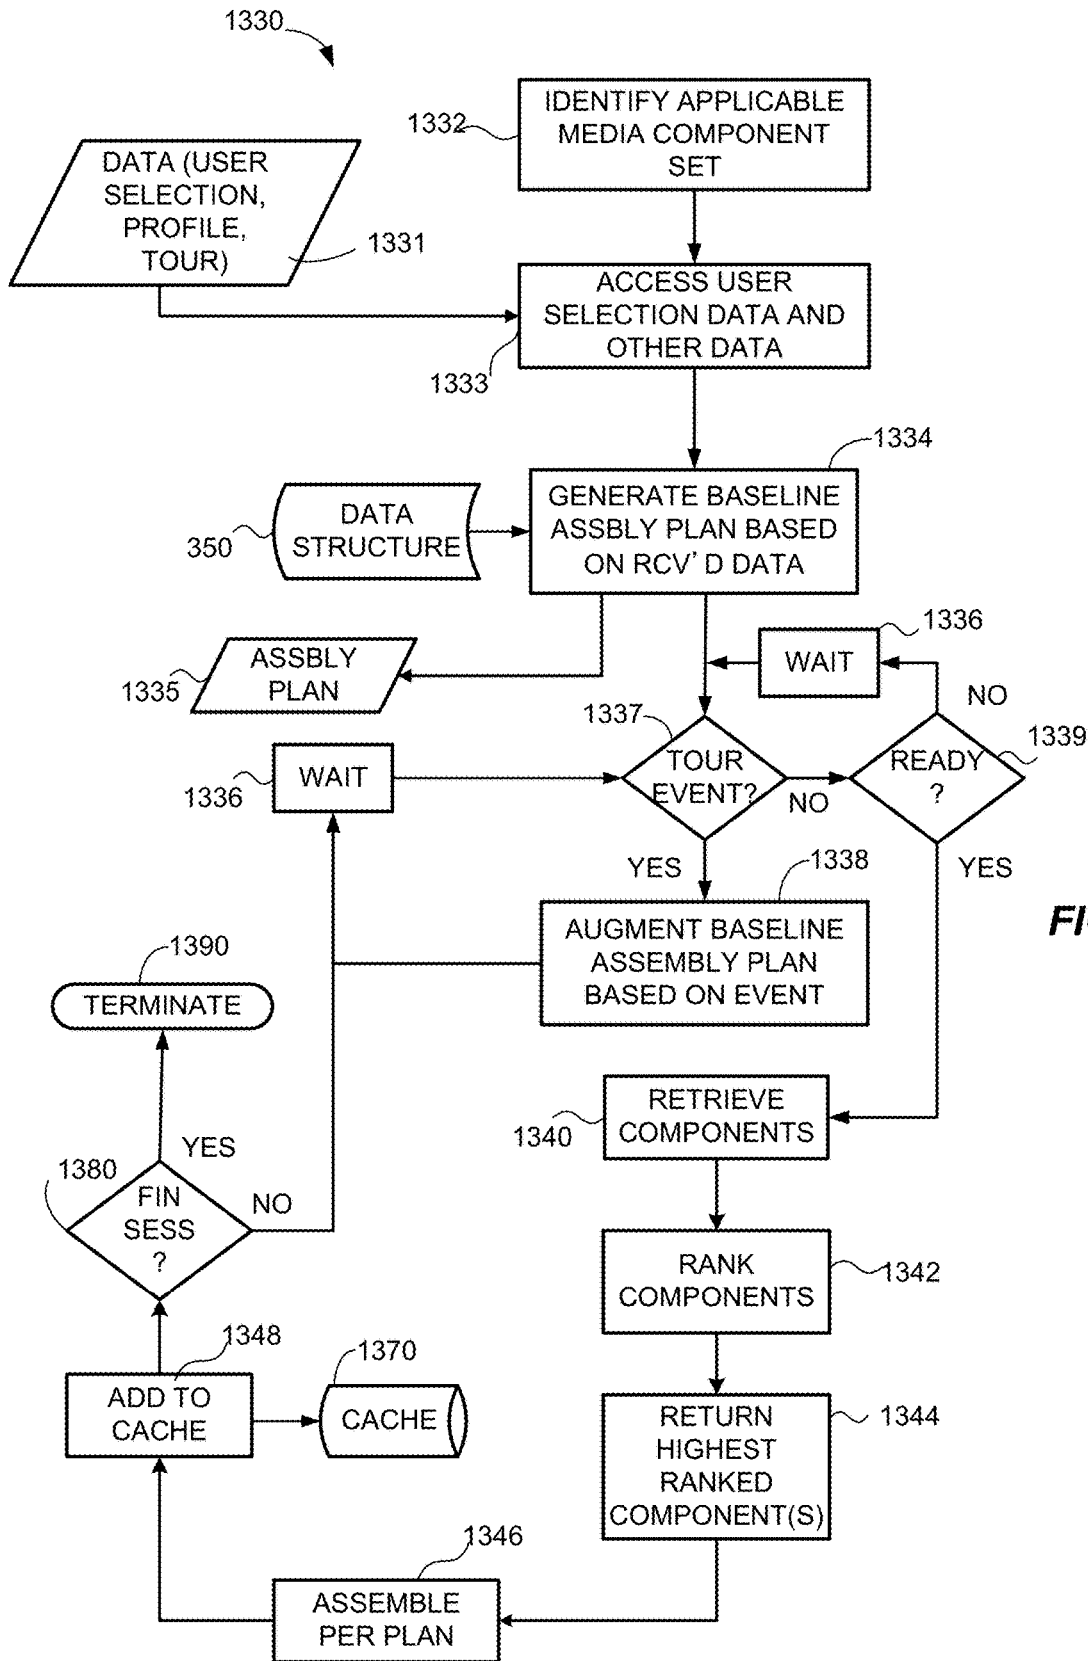 1330
IDENTIFY APPLICABLE
MEDIA COMPONENT
SET
1332
DATA (USER
SELECTION,
PROFILE,
TOUR)
1331
ACCESS USER
SELECTION DATA AND
OTHER DATA
1333
1334
GENERATE BASELINE
ASSBLY PLAN BASED
ON RCV'D DATA
DATA
STRUCTURE
350
1336
WAIT
ASSBLY
PLAN
1335
NO
1337
1339
TOUR
EVENT?
NO
READY
?
WAIT
1336
YES
1338
YES
AUGMENT BASELINE
ASSEMBLY PLAN
BASED ON EVENT
FI
1390
TERMINATE
RETRIEVE
COMPONENTS
1340
YES
1380
FIN
SESS
?
NO
RANK
COMPONENTS
1342
1348
1370
ADD TO
CACHE
CACHE
RETURN
HIGHEST
RANKED
COMPONENT(S)
1344
1346
ASSEMBLE
PER PLAN